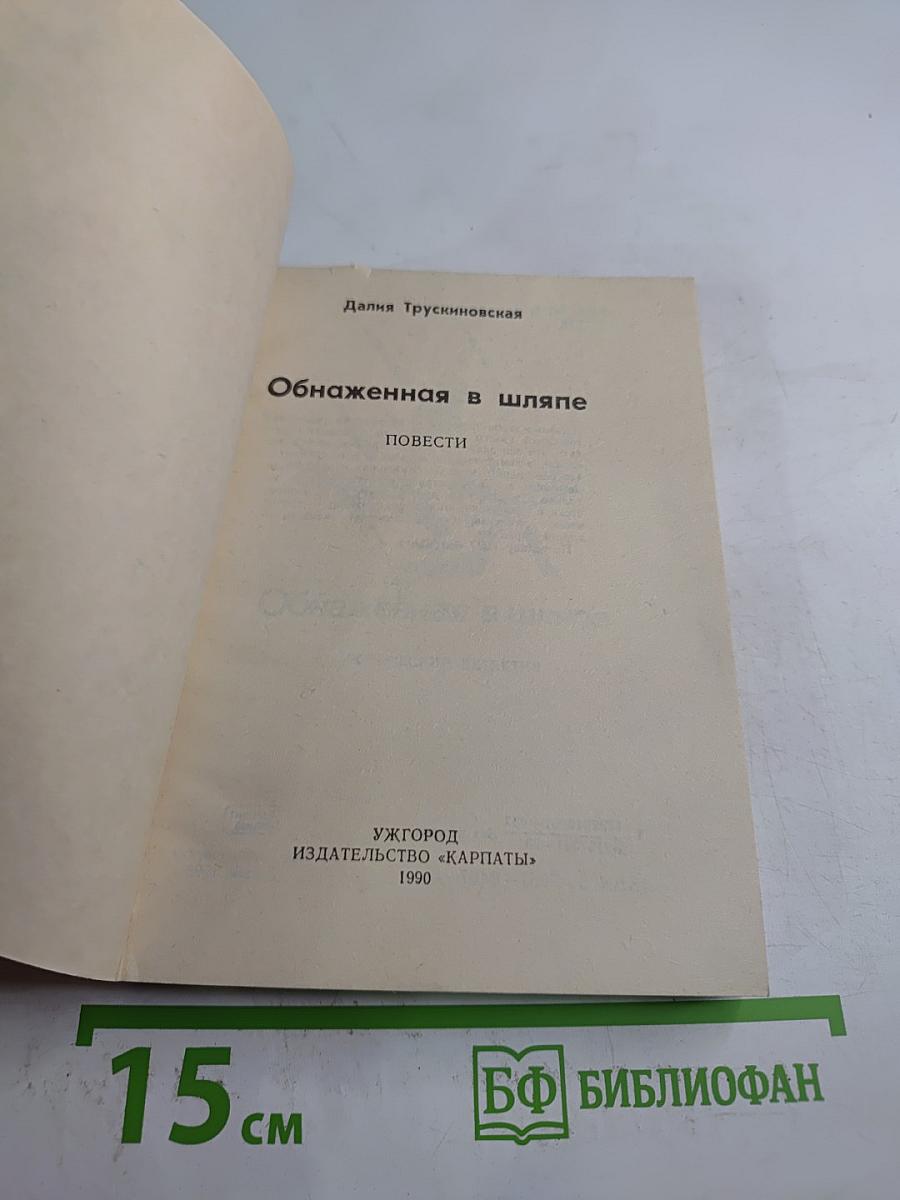 Далия Трускиновская
Обнаженная в шляпе
ПОВЕСТИ
УЖГОРОД
ИЗДАТЕЛЬСТВО «КАРПАТЫ»
1990
15 см
БФ БИБЛИОФАН